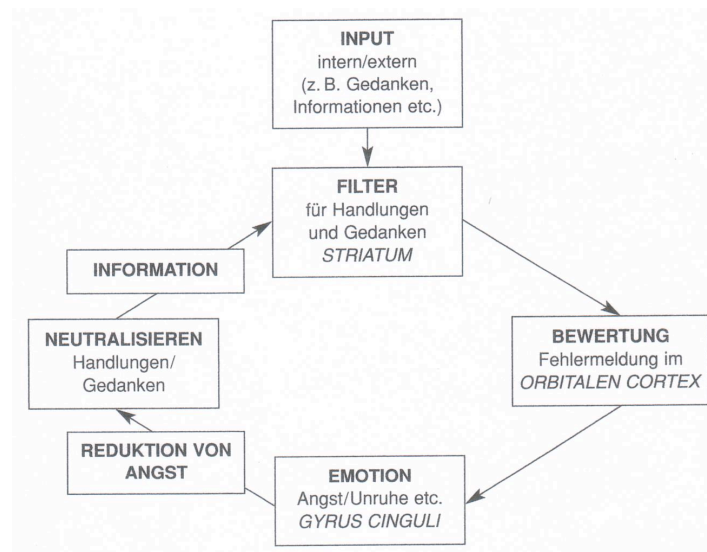 INPUT
intern/extern
(z. B. Gedanken,
Informationen etc.)
FILTER
für Handlungen
und Gedanken
STRIATUM
INFORMATION
NEUTRALISIEREN
Handlungen/
Gedanken
BEWERTUNG
Fehlermeldung im
ORBITALEN CORTEX
REDUKTION VON
ANGST
EMOTION
Angst/Unruhe etc.
GYRUS CINGULI